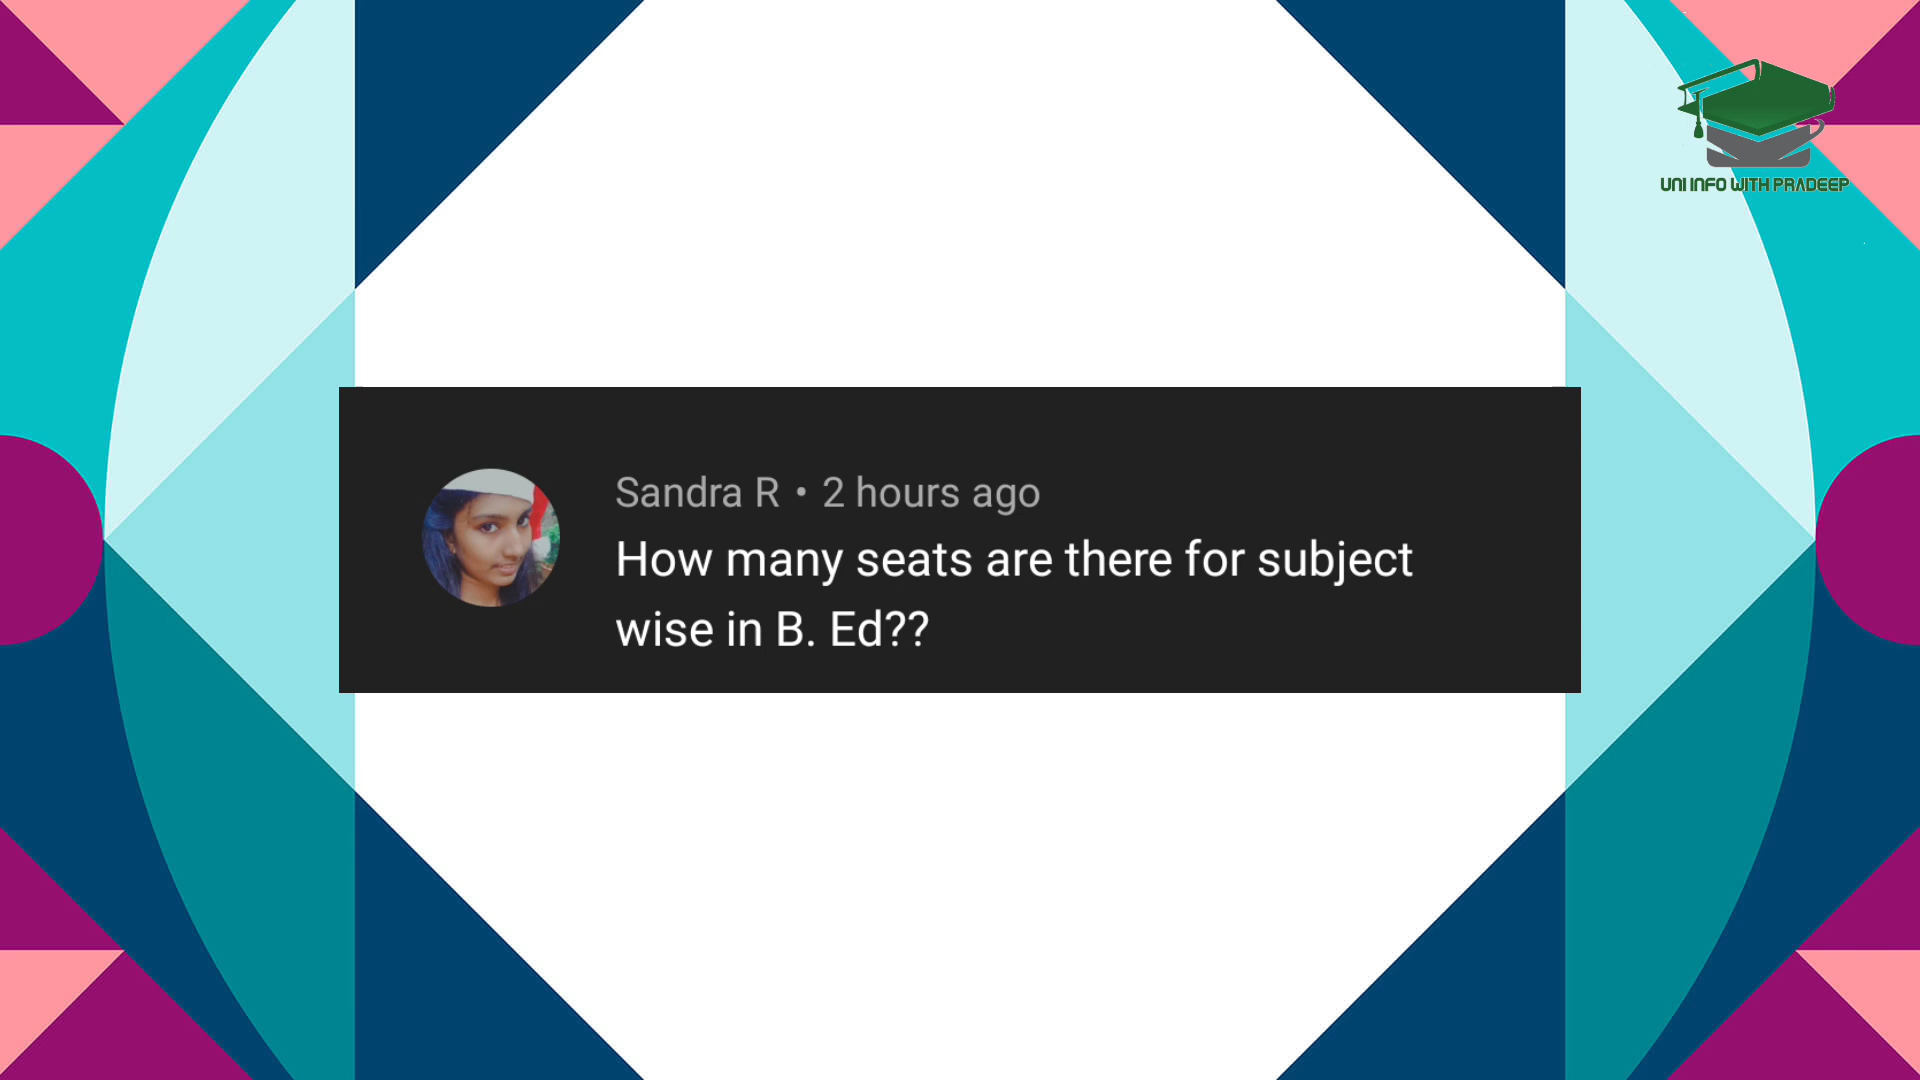 UNI INFO WITH PRADEEP
Sandra R • 2 hours ago
How many seats are there for subject
wise in B. Ed??